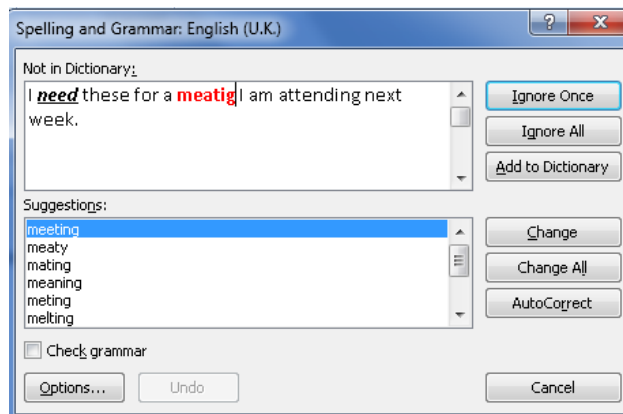 Spelling and Grammar: English (U.K.)
Not in Dictionary:
I need these for a meatig I am attending next
week.
Ignore Once
Ignore All
Add to Dictionary
Suggestions:
meeting
meaty
mating
meaning
meting
melting
Change
Change All
AutoCorrect
Check grammar
Options...
Undo
Cancel